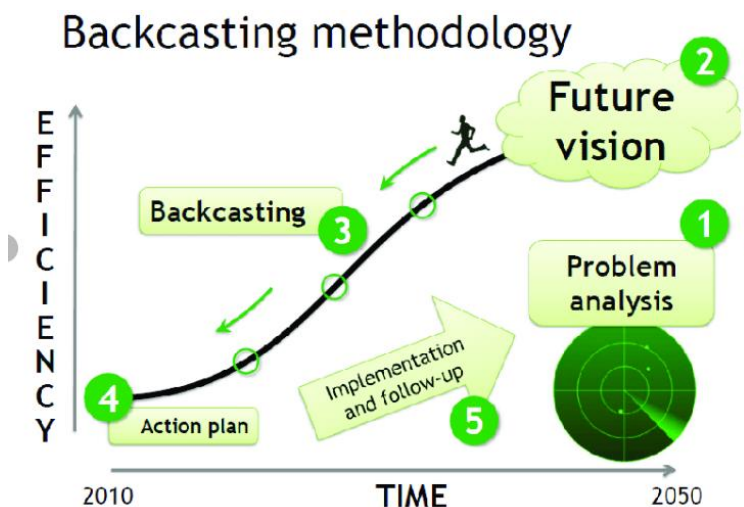 Backcasting methodology
2
Future
vision
EFFICIENCY
Backcasting
3
1
Problem
analysis
Implementation
and follow-up
5
4
Action plan
2010
TIME
2050